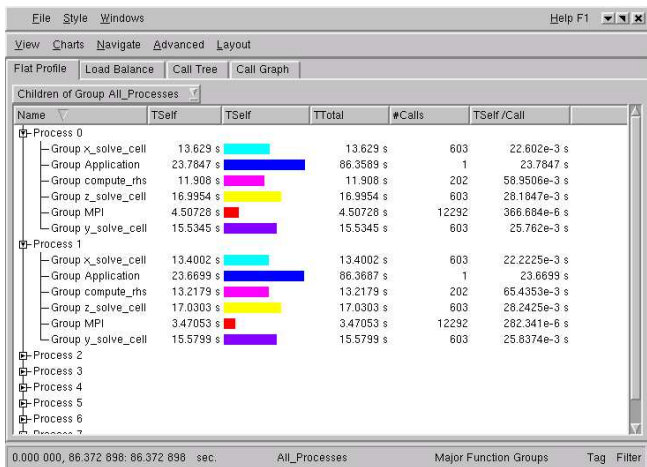 File Style Windows Help F1
View Charts Navigate Advanced Layout
Flat Profile Load Balance Call Tree Call Graph
Children of Group All_Processes
Name TSelf TSelf TTotal #Calls TSelf /Call
Process 0
Group x_solve_cell 13.629 s 13.629 s 603 22.602e-3 s
Group Application 23.7847 s 86.3589 s 1 23.7847 s
Group compute_rhs 11.908 s 11.908 s 202 58.9506e-3 s
Group z_solve_cell 16.9954 s 16.9954 s 603 28.1847e-3 s
Group MPI 4.50728 s 4.50728 s 12292 366.684e-6 s
Group y_solve_cell 15.5345 s 15.5345 s 603 25.762e-3 s
Process 1
Group x_solve_cell 13.4002 s 13.4002 s 603 22.2225e-3 s
Group Application 23.6699 s 86.3687 s 1 23.6699 s
Group compute_rhs 13.2179 s 13.2179 s 202 65.4353e-3 s
Group z_solve_cell 17.0303 s 17.0303 s 603 28.2425e-3 s
Group MPI 3.47053 s 3.47053 s 12292 282.341e-6 s
Group y_solve_cell 15.5799 s 15.5799 s 603 25.8374e-3 s
Process 2
Process 3
Process 4
Process 5
Process 6
Process 7
0.000 000, 86.372 898: 86.372 898 sec. All_Processes Major Function Groups Tag Filter